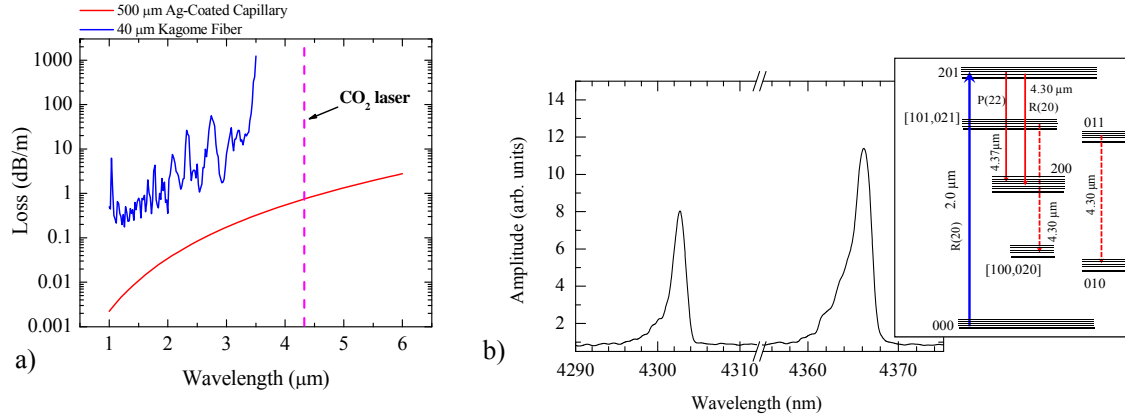 500 μm Ag-Coated Capillary
40 μm Kagome Fiber
1000
100
10
1
0.1
0.01
0.001
Loss (dB/m)
CO₂ laser
1 2 3 4 5 6
Wavelength (μm)
a)
14
12
10
8
6
4
2
Amplitude (arb. units)
4290 4300 4310 4360 4370
Wavelength (nm)
b)
201
P(22)
4.30 μm
R(20)
[101,021]
011
4.37μm
200
2.0 μm
4.30 μm
4.30 μm
R(20)
[100,020]
010
000